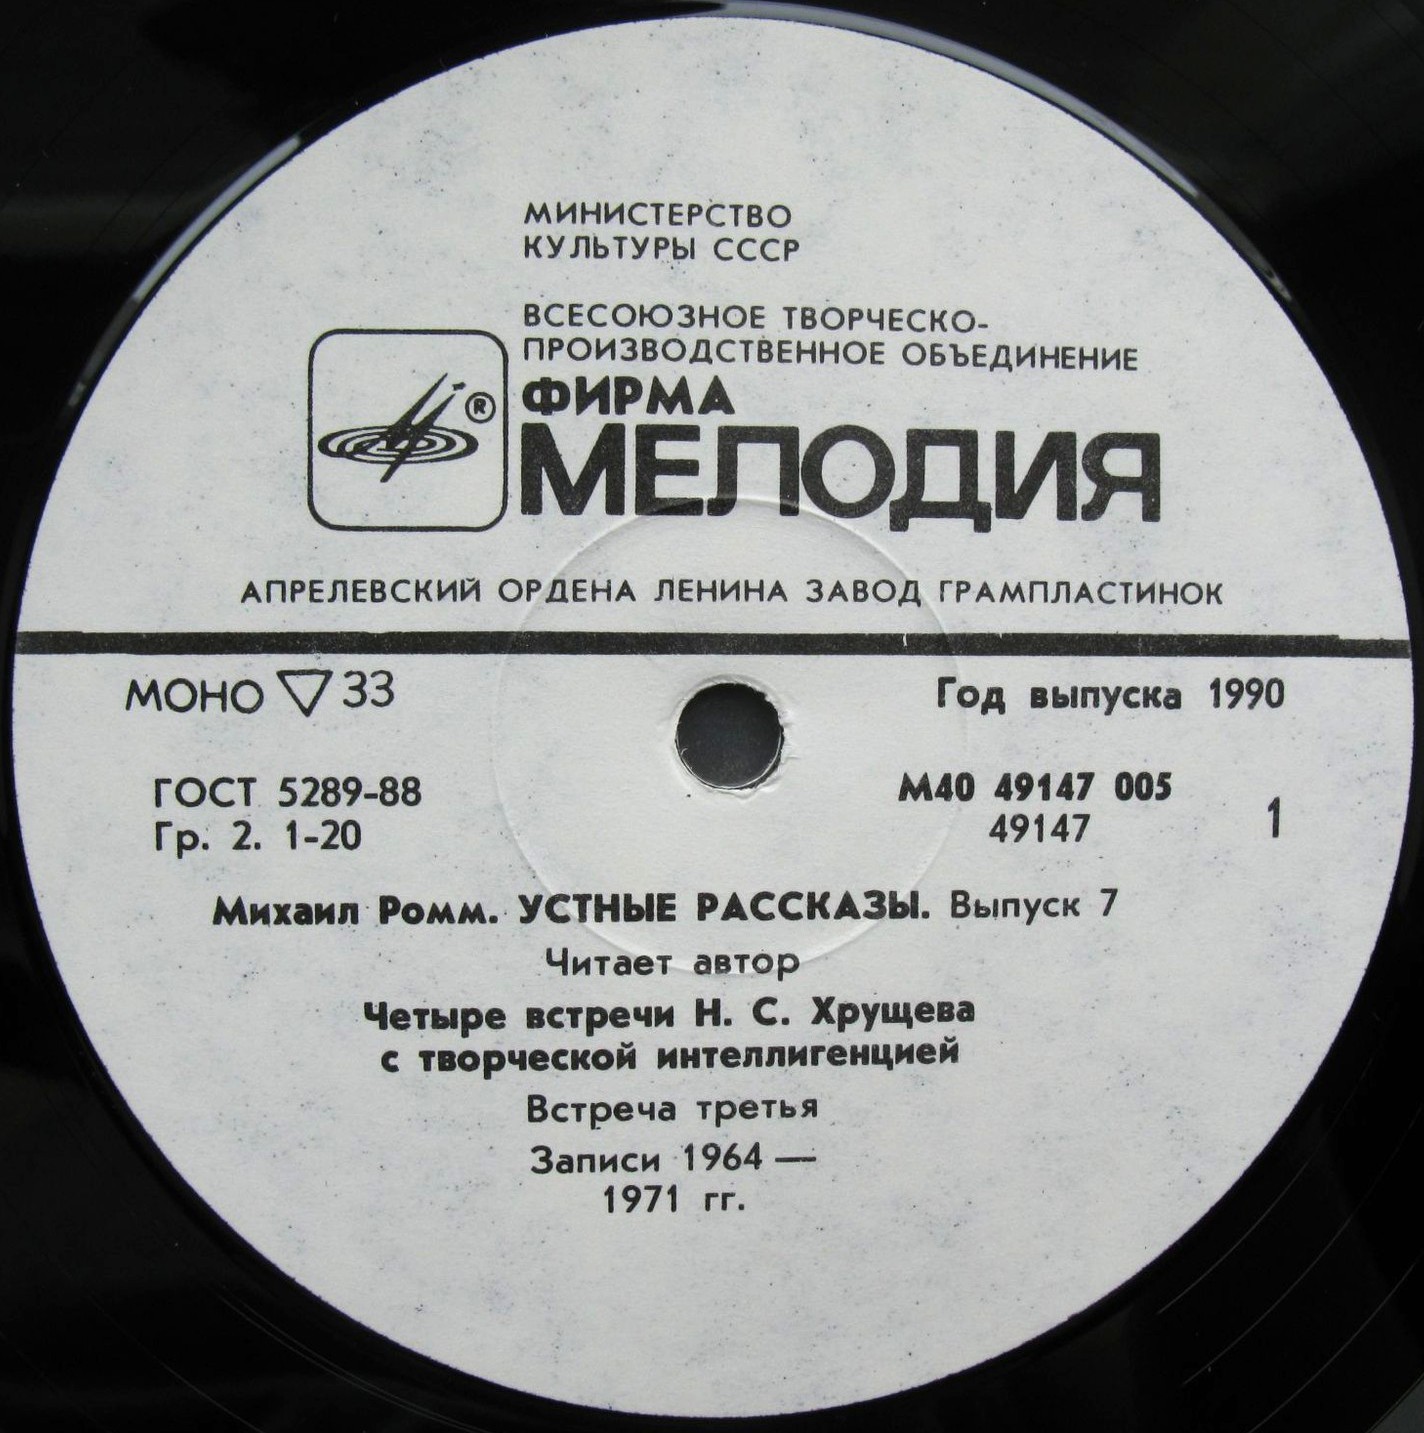 МИНИСТЕРСТВО
КУЛЬТУРЫ СССР
ВСЕСОЮЗНОЕ ТВОРЧЕСКО-
ПРОИЗВОДСТВЕННОЕ ОБЪЕДИНЕНИЕ
ФИРМА
®
МЕЛОДИЯ
АПРЕЛЕВСКИЙ ОРДЕНА ЛЕНИНА ЗАВОД ГРАМПЛАСТИНОК
МОНО ▽ 33
Год выпуска 1990
ГОСТ 5289-88
М40 49147 005
Гр. 2. 1-20
49147
1
Михаил Ромм. УСТНЫЕ РАССКАЗЫ. Выпуск 7
Читает автор
Четыре встречи Н. С. Хрущева
с творческой интеллигенцией
Встреча третья
Записи 1964 —
1971 гг.